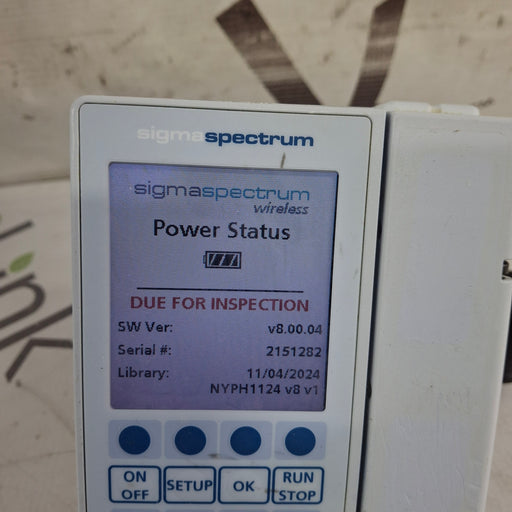 sigmaspectrum
sigmaspectrum
wireless
Power Status
DUE FOR INSPECTION
SW Ver: v8.00.04
Serial #: 2151282
Library: 11/04/2024
NYPH1124 v8 v1
ON OFF SETUP OK RUN STOP